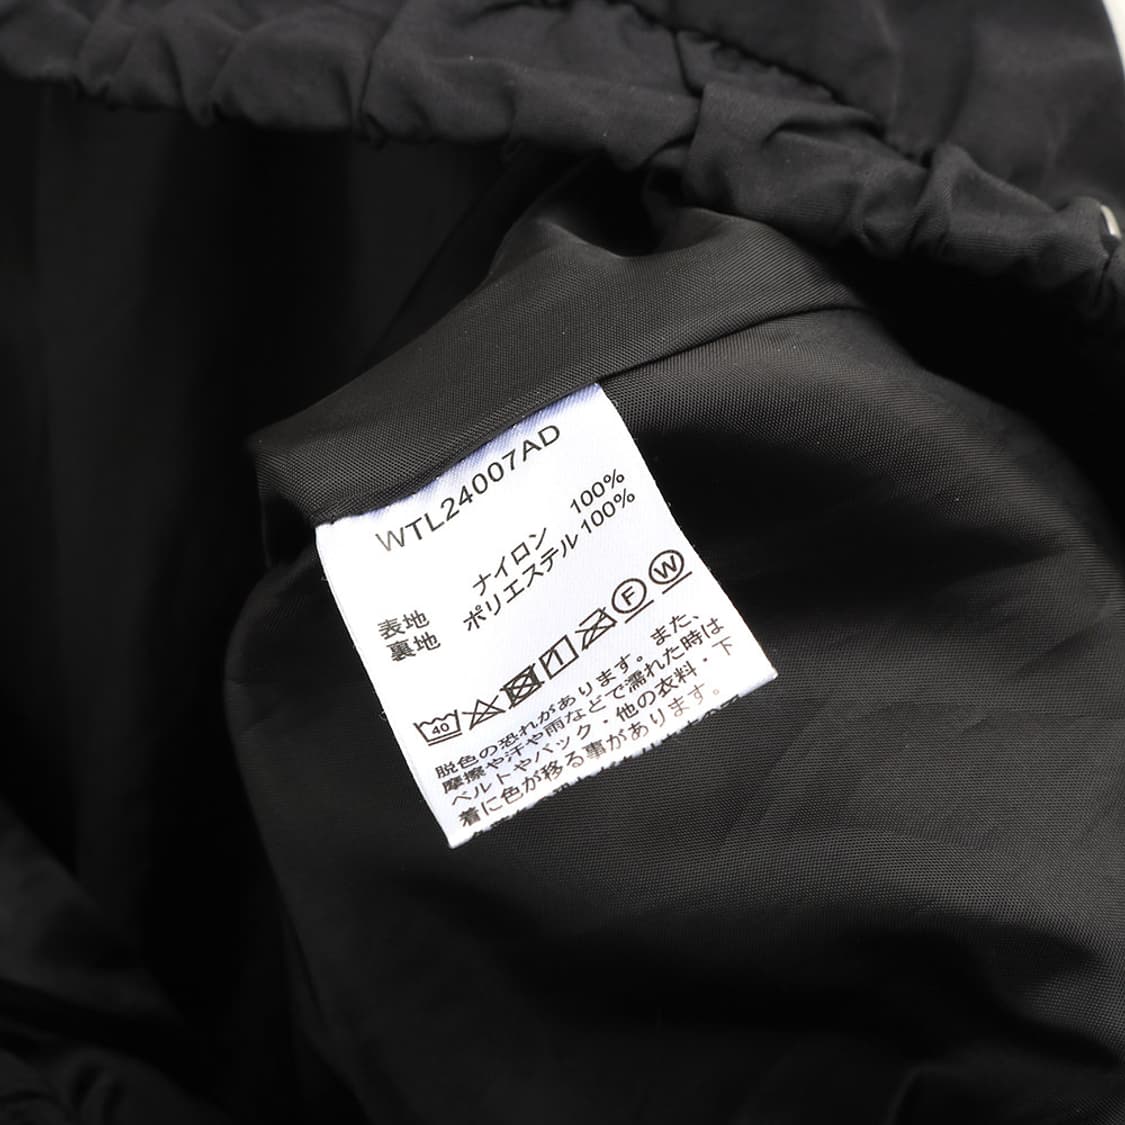 WTL24007AD
表地 ナイロン 100%
裏地 ポリエステル 100%
40 F W
脱色の恐れがあります。また、
摩擦や汗や雨などで濡れた時は
ベルトやバック・他の衣料・下
着に色が移る事があります。